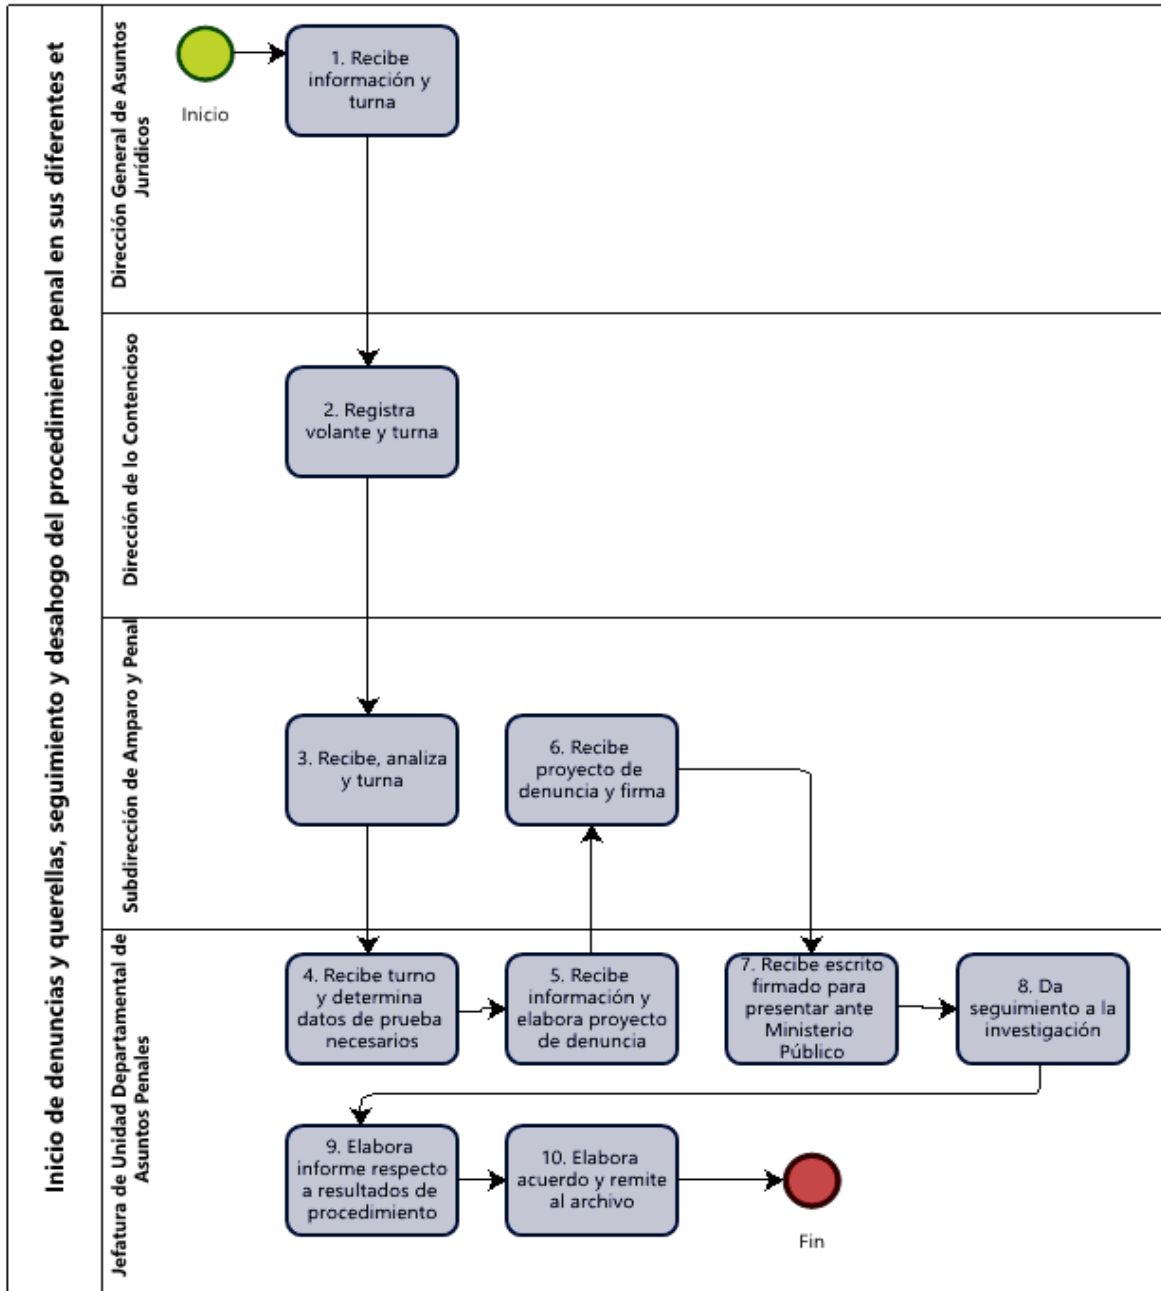 Inicio de denuncias y querellas, seguimiento y desahogo del procedimiento penal en sus diferentes et
Dirección General de Asuntos
Jurídicos
Inicio
1. Recibe
información y
turna
Dirección de lo Contencioso
2. Registra
volante y turna
Subdirección de Amparo y Penal
3. Recibe, analiza
y turna
6. Recibe
proyecto de
denuncia y firma
Jefatura de Unidad Departamental de
Asuntos Penales
4. Recibe turno
y determina
datos de prueba
necesarios
5. Recibe
información y
elabora proyecto
de denuncia
7. Recibe escrito
firmado para
presentar ante
Ministerio
Público
8. Da
seguimiento a la
investigación
9. Elabora
informe respecto
a resultados de
procedimiento
10. Elabora
acuerdo y remite
al archivo
Fin